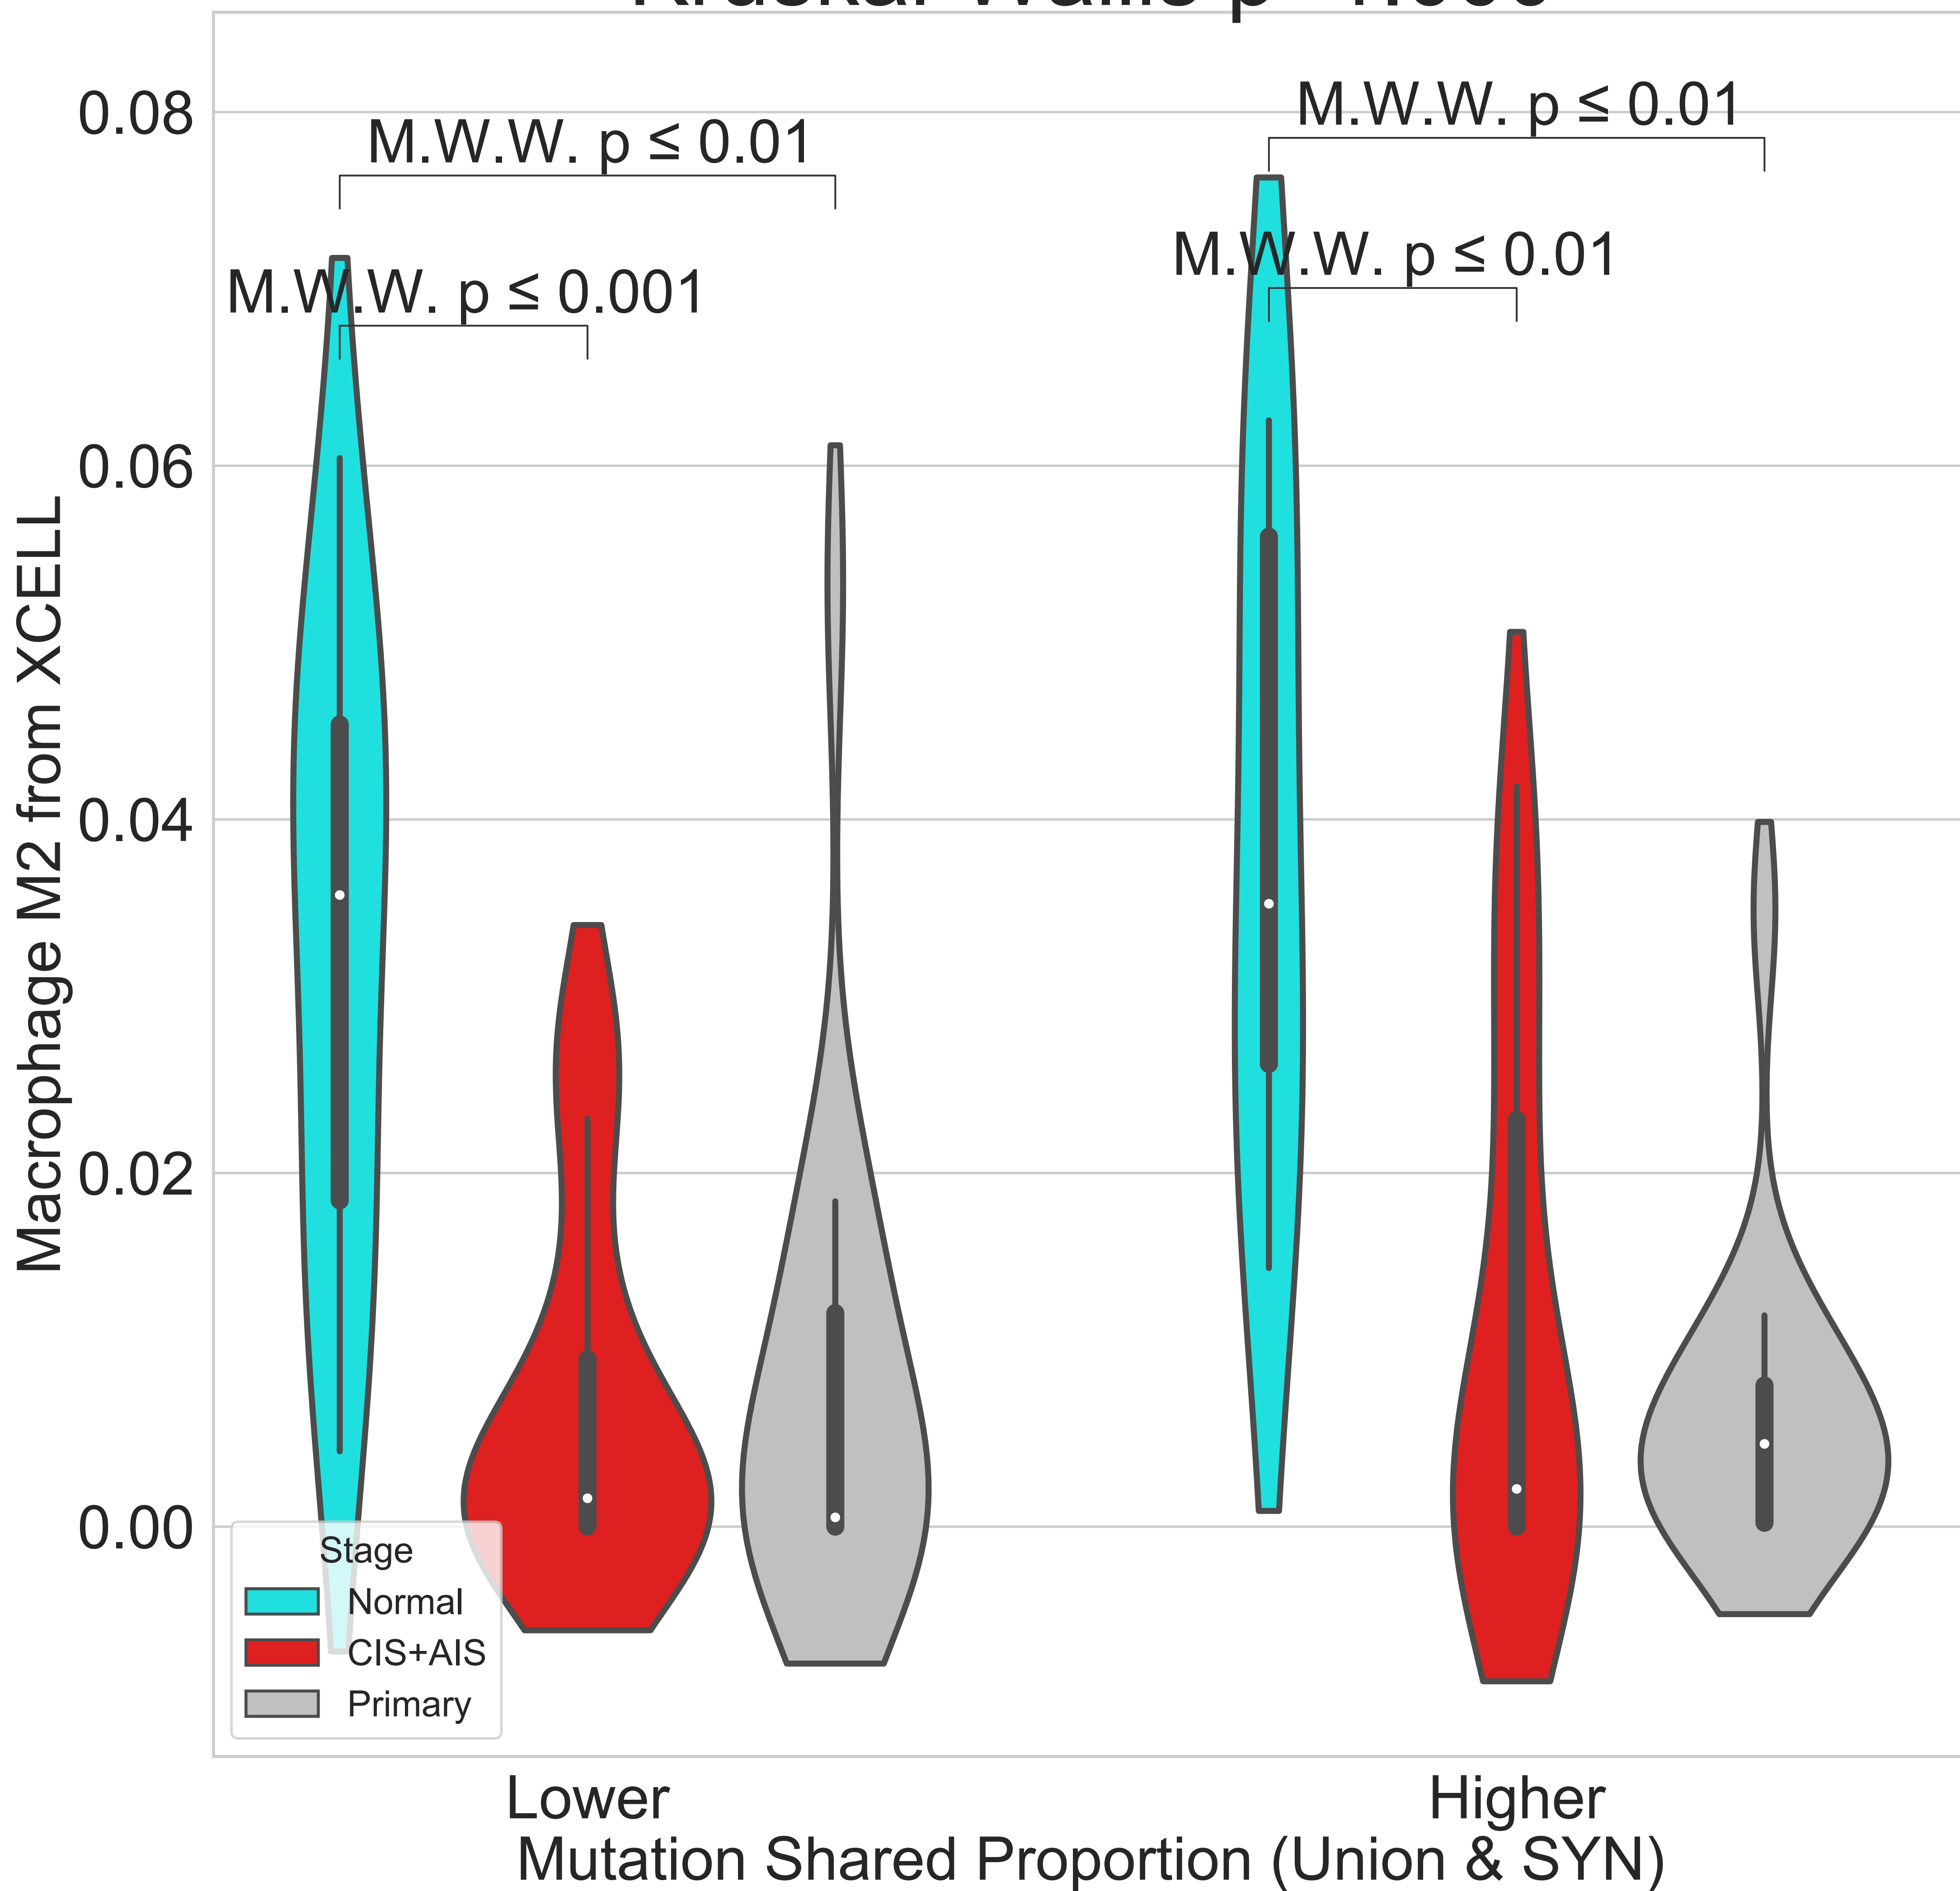 0.08
0.06
0.04
0.02
0.00
Macrophage M2 from XCELL
M.W.W. p ≤ 0.01
M.W.W. p ≤ 0.001
M.W.W. p ≤ 0.01
M.W.W. p ≤ 0.01
Stage
Normal
CIS+AIS
Primary
Lower
Higher
Mutation Shared Proportion (Union & SYN)